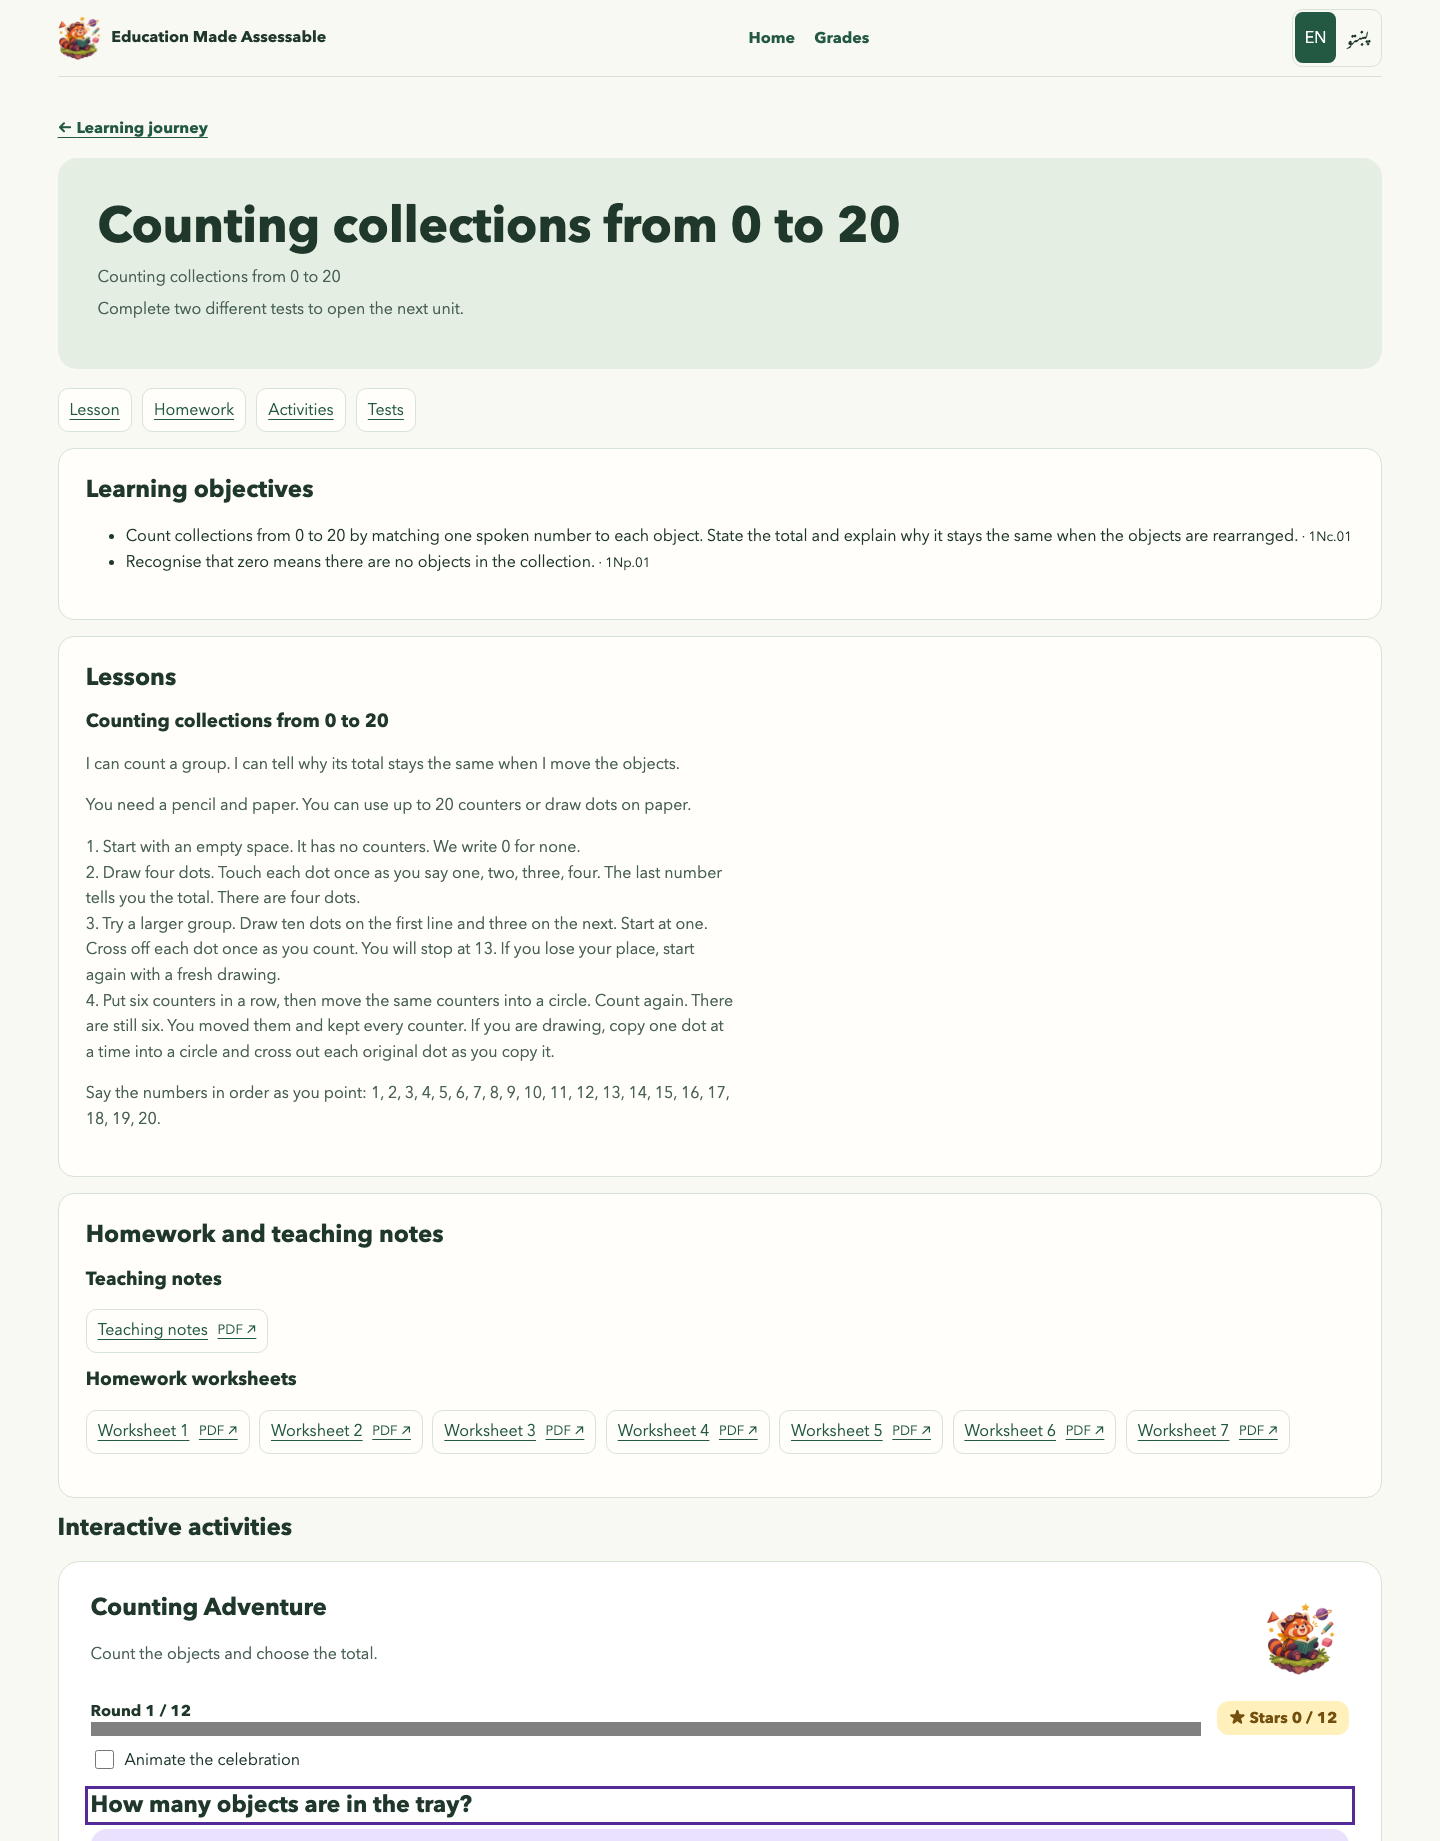 Education Made Assessable
Home Grades
EN پښتو
← Learning journey
Counting collections from 0 to 20
Counting collections from 0 to 20
Complete two different tests to open the next unit.
Lesson Homework Activities Tests
Learning objectives
• Count collections from 0 to 20 by matching one spoken number to each object. State the total and explain why it stays the same when the objects are rearranged. · 1Nc.01
• Recognise that zero means there are no objects in the collection. · 1Np.01
Lessons
Counting collections from 0 to 20
I can count a group. I can tell why its total stays the same when I move the objects.
You need a pencil and paper. You can use up to 20 counters or draw dots on paper.
1. Start with an empty space. It has no counters. We write 0 for none.
2. Draw four dots. Touch each dot once as you say one, two, three, four. The last number
tells you the total. There are four dots.
3. Try a larger group. Draw ten dots on the first line and three on the next. Start at one.
Cross off each dot once as you count. You will stop at 13. If you lose your place, start
again with a fresh drawing.
4. Put six counters in a row, then move the same counters into a circle. Count again. There
are still six. You moved them and kept every counter. If you are drawing, copy one dot at
a time into a circle and cross out each original dot as you copy it.
Say the numbers in order as you point: 1, 2, 3, 4, 5, 6, 7, 8, 9, 10, 11, 12, 13, 14, 15, 16, 17,
18, 19, 20.
Homework and teaching notes
Teaching notes
Teaching notes PDF ↗
Homework worksheets
Worksheet 1 PDF ↗ Worksheet 2 PDF ↗ Worksheet 3 PDF ↗ Worksheet 4 PDF ↗ Worksheet 5 PDF ↗ Worksheet 6 PDF ↗ Worksheet 7 PDF ↗
Interactive activities
Counting Adventure
Count the objects and choose the total.
Round 1 / 12
★ Stars 0 / 12
Animate the celebration
How many objects are in the tray?